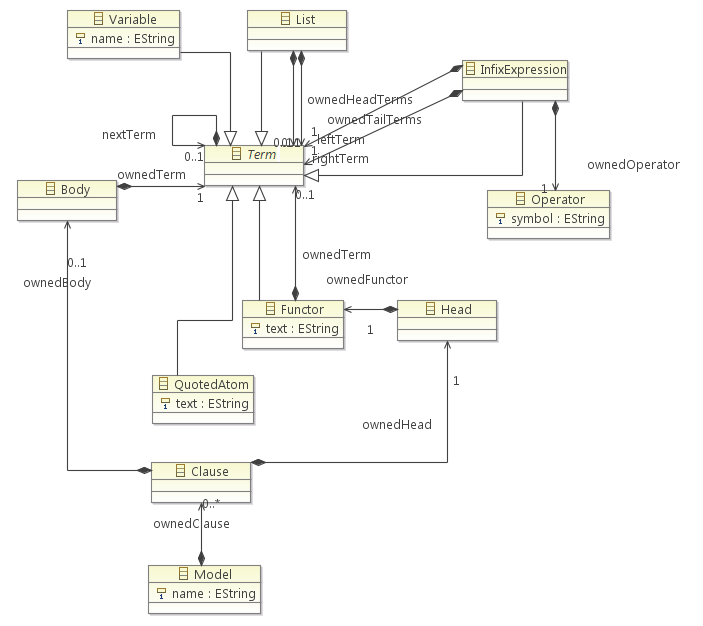 Variable
name : EString
List
InfixExpression
ownedHeadTerms
ownedTailTerms
nextTerm
0..1
1
leftTerm
1
rightTerm
Term
0..1
ownedTerm
1
Body
0..1
ownedOperator
1
Operator
symbol : EString
ownedTerm
ownedFunctor
0..1
ownedBody
Functor
text : EString
1
Head
1
QuotedAtom
text : EString
ownedHead
Clause
0..*
ownedClause
Model
name : EString